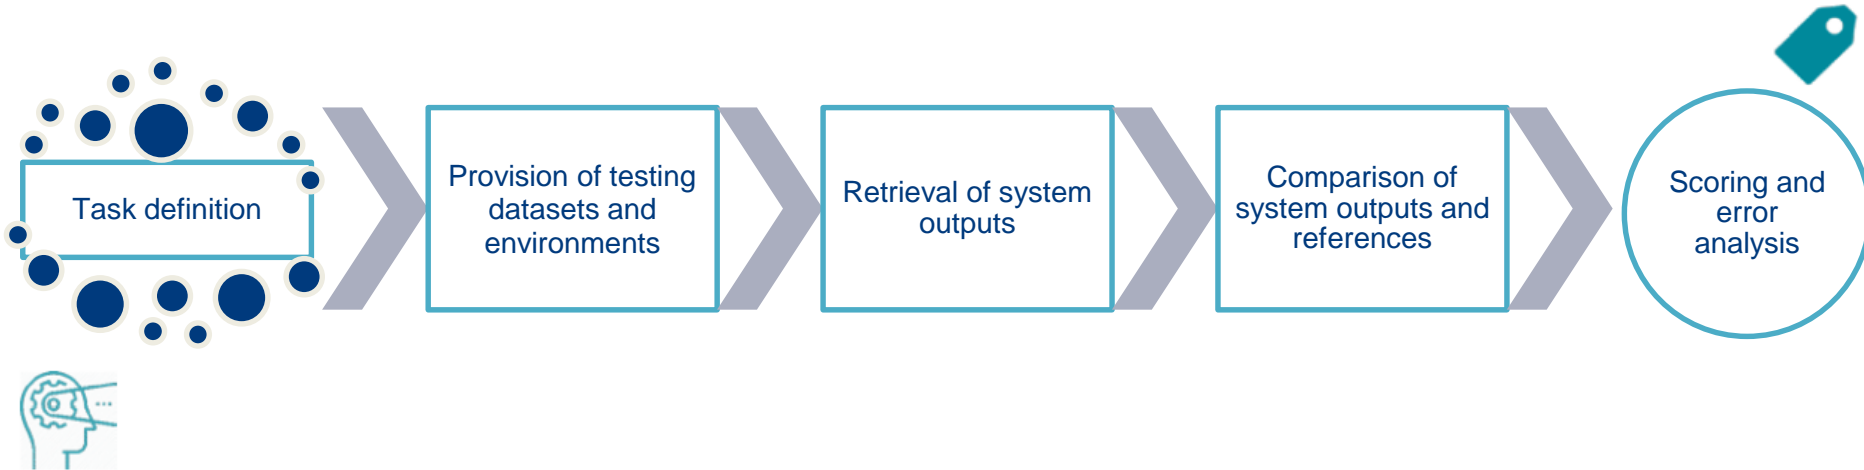 Task definition
Provision of testing
datasets and
environments
Retrieval of system
outputs
Comparison of
system outputs and
references
Scoring and
error
analysis